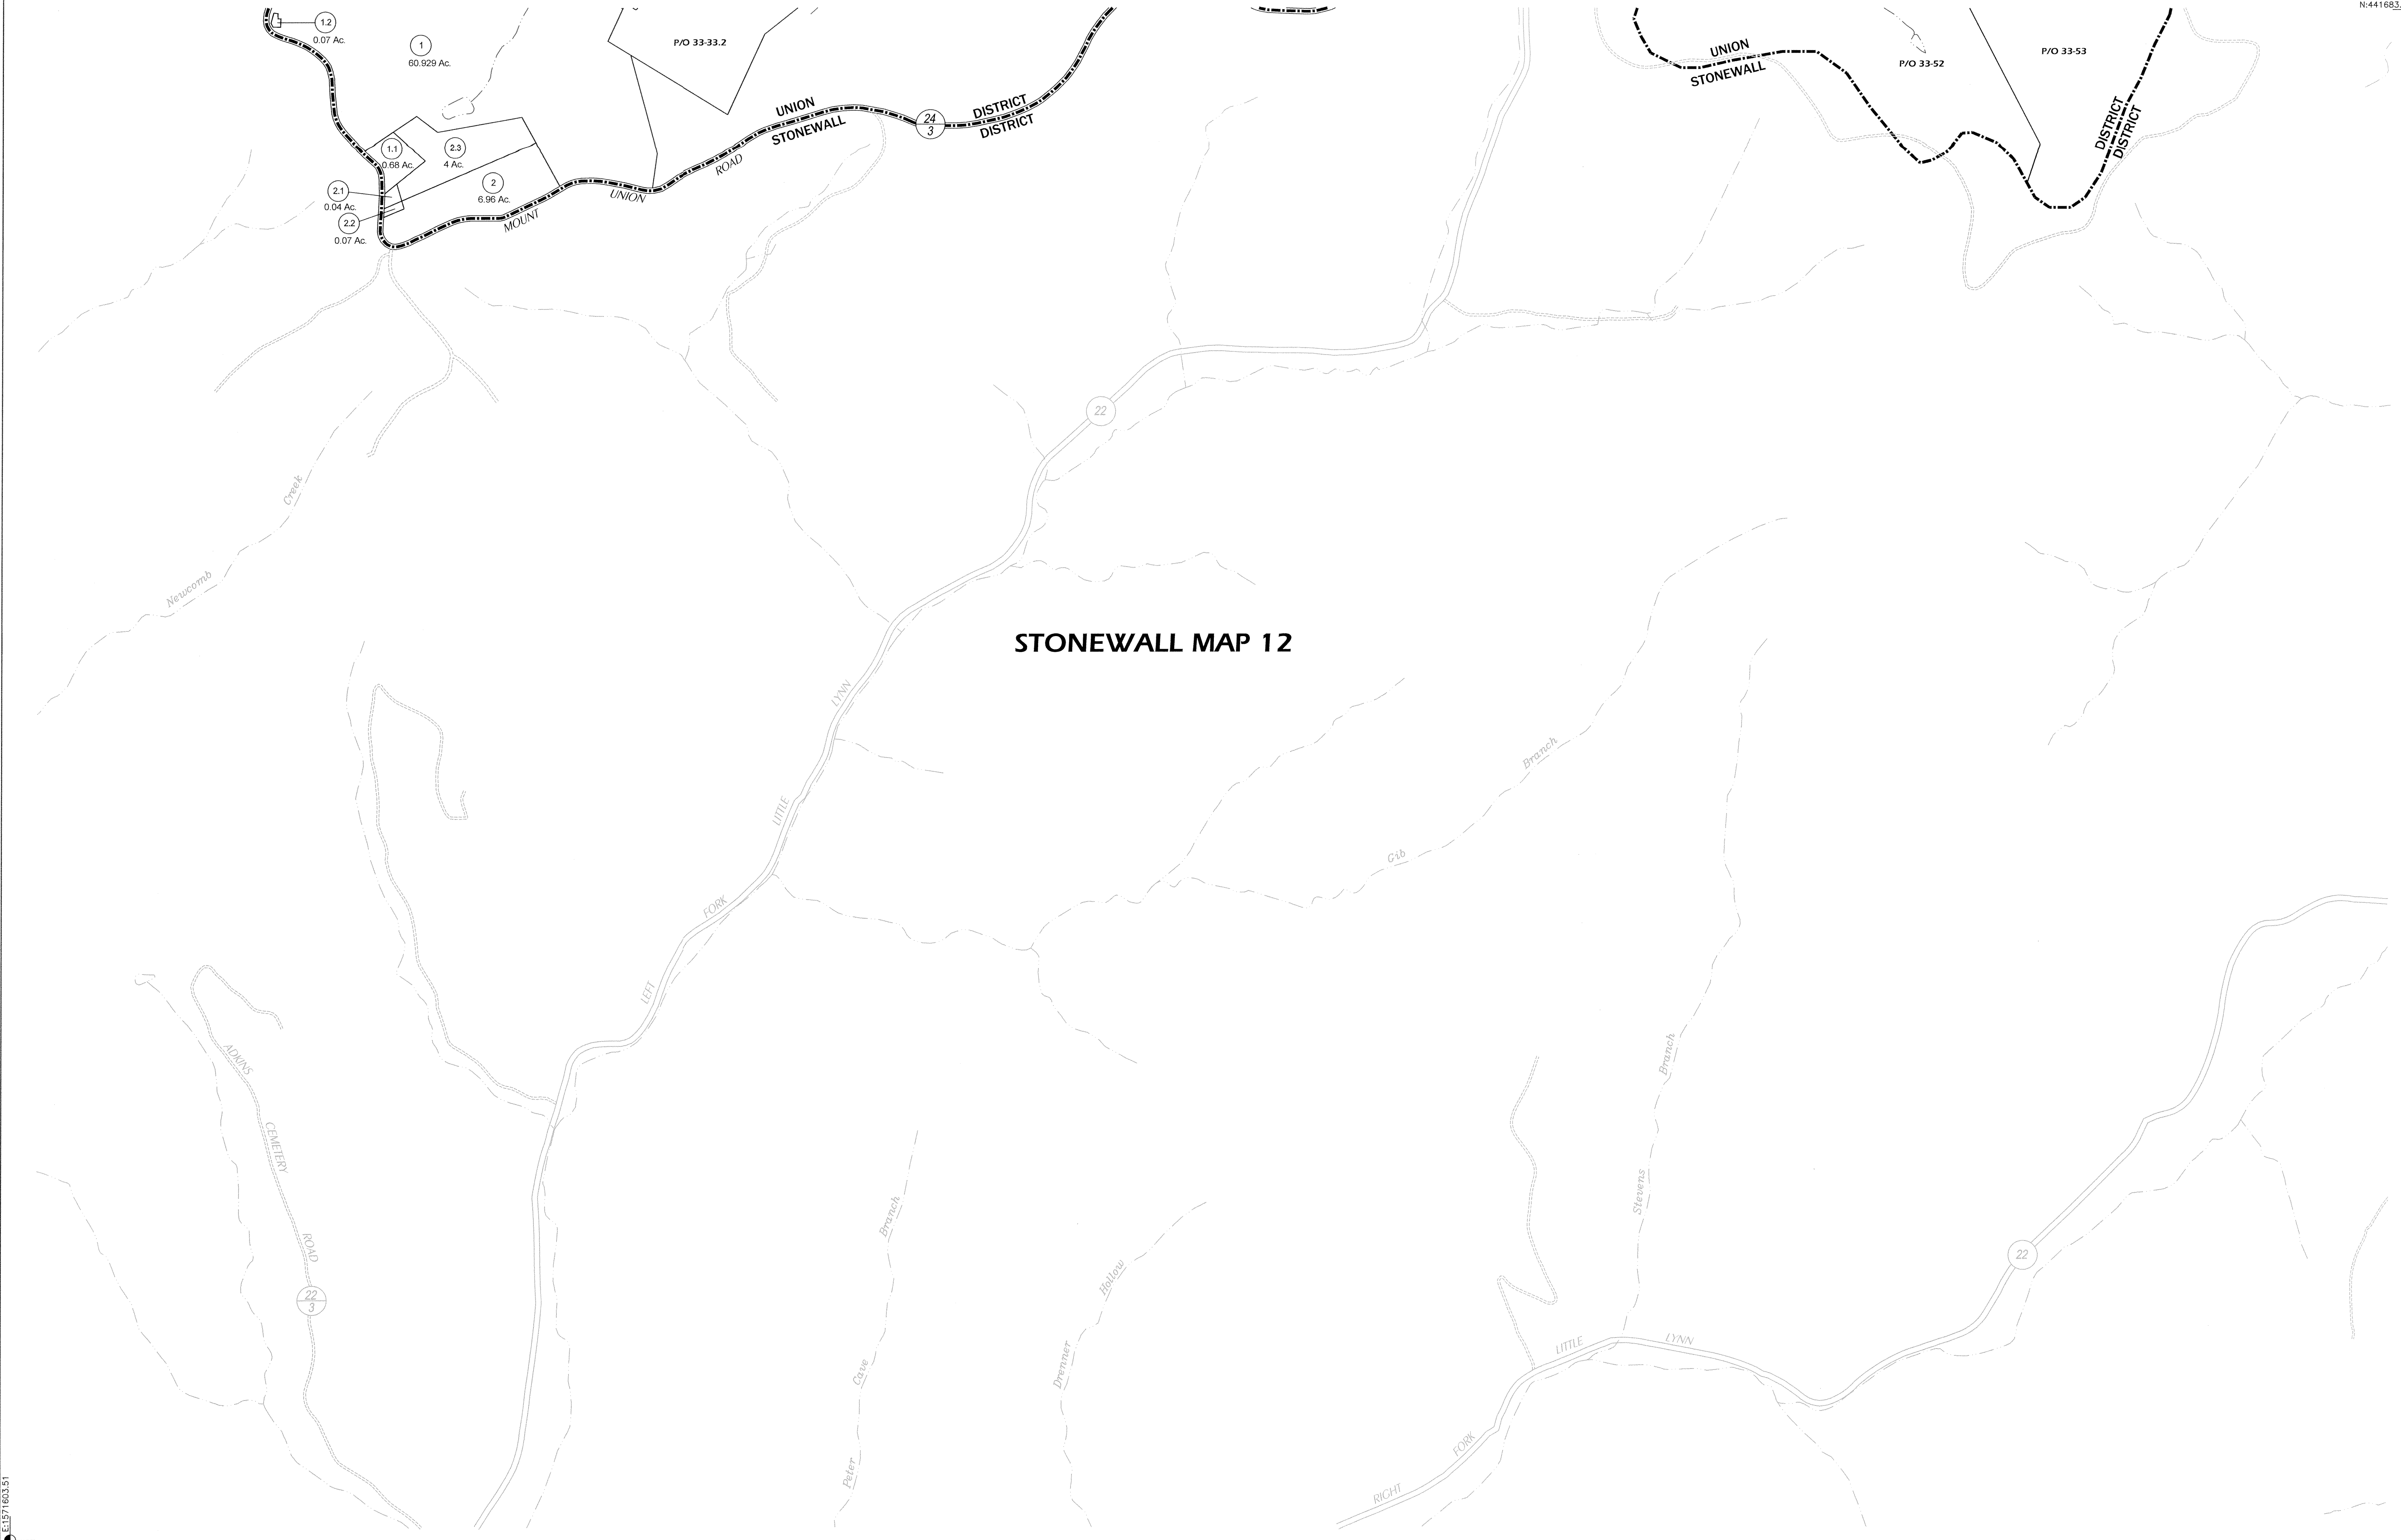 N:441683.
1.2
0.07 Ac.
1
60.929 Ac.
P/O 33-33.2
UNION
STONEWALL
P/O 33-52
P/O 33-53
DISTRICT
DISTRICT
UNION
STONEWALL
24
3
DISTRICT
DISTRICT
1.1
0.68 Ac.
2.3
4 Ac.
2.1
0.04 Ac.
2
6.96 Ac.
2.2
0.07 Ac.
MOUNT
UNION
ROAD
22
Creek
Newcomb
STONEWALL MAP 12
LYNN
LITTLE
FORK
LEFT
Branch
Gib
ADKINS
CEMETERY
ROAD
22
3
Branch
Stevens
Branch
Cave
Peter
Hollow
Drenner
22
LITTLE
LYNN
FORK
RIGHT
E:1571603.51